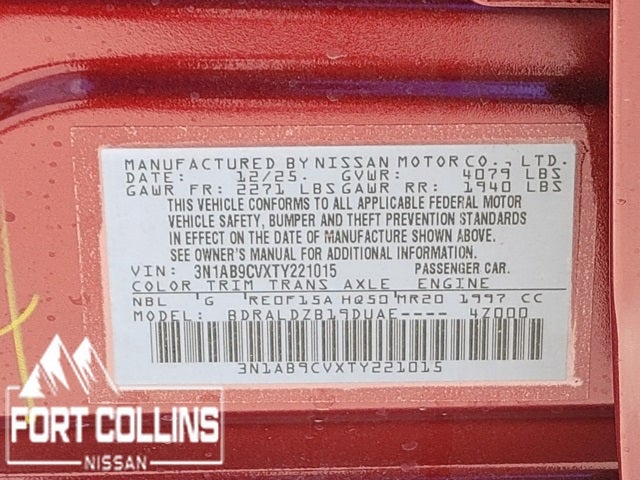 MANUFACTURED BY NISSAN MOTOR CO., LTD.
DATE: 12/25. GVWR: 4079 LBS
GAWR FR: 2271 LBS GAWR RR: 1940 LBS
THIS VEHICLE CONFORMS TO ALL APPLICABLE FEDERAL MOTOR
VEHICLE SAFETY, BUMPER AND THEFT PREVENTION STANDARDS
IN EFFECT ON THE DATE OF MANUFACTURE SHOWN ABOVE.
SEE OWNER'S MANUAL FOR ADDITIONAL INFORMATION.
VIN: 3N1AB9CVXTY221015 PASSENGER CAR.
COLOR TRIM TRANS AXLE ENGINE
NBL G RE0F15A HQ50 MR20 1997 CC
MODEL: BDRALDZB19DUAE---- 4Z000
3N1AB9CVXTY221015
FORT COLLINS
NISSAN